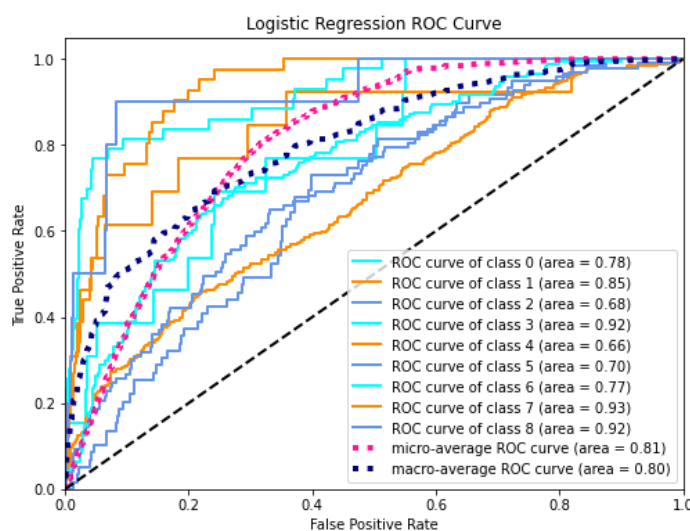 Logistic Regression ROC Curve
1.0
0.8
0.6
0.4
0.2
0.0
True Positive Rate
ROC curve of class 0 (area = 0.78)
ROC curve of class 1 (area = 0.85)
ROC curve of class 2 (area = 0.68)
ROC curve of class 3 (area = 0.92)
ROC curve of class 4 (area = 0.66)
ROC curve of class 5 (area = 0.70)
ROC curve of class 6 (area = 0.77)
ROC curve of class 7 (area = 0.93)
ROC curve of class 8 (area = 0.92)
micro-average ROC curve (area = 0.81)
macro-average ROC curve (area = 0.80)
0.0 0.2 0.4 0.6 0.8 1.0
False Positive Rate